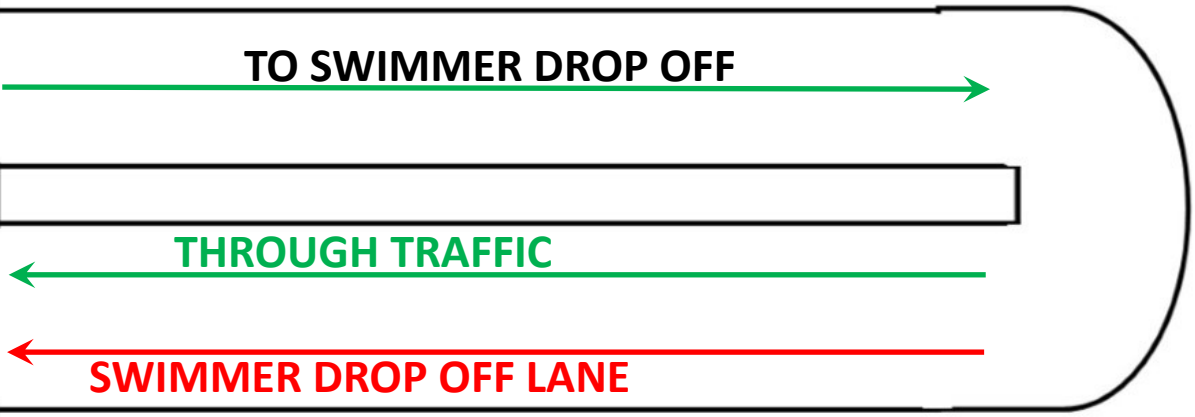 TO SWIMMER DROP OFF
THROUGH TRAFFIC
SWIMMER DROP OFF LANE